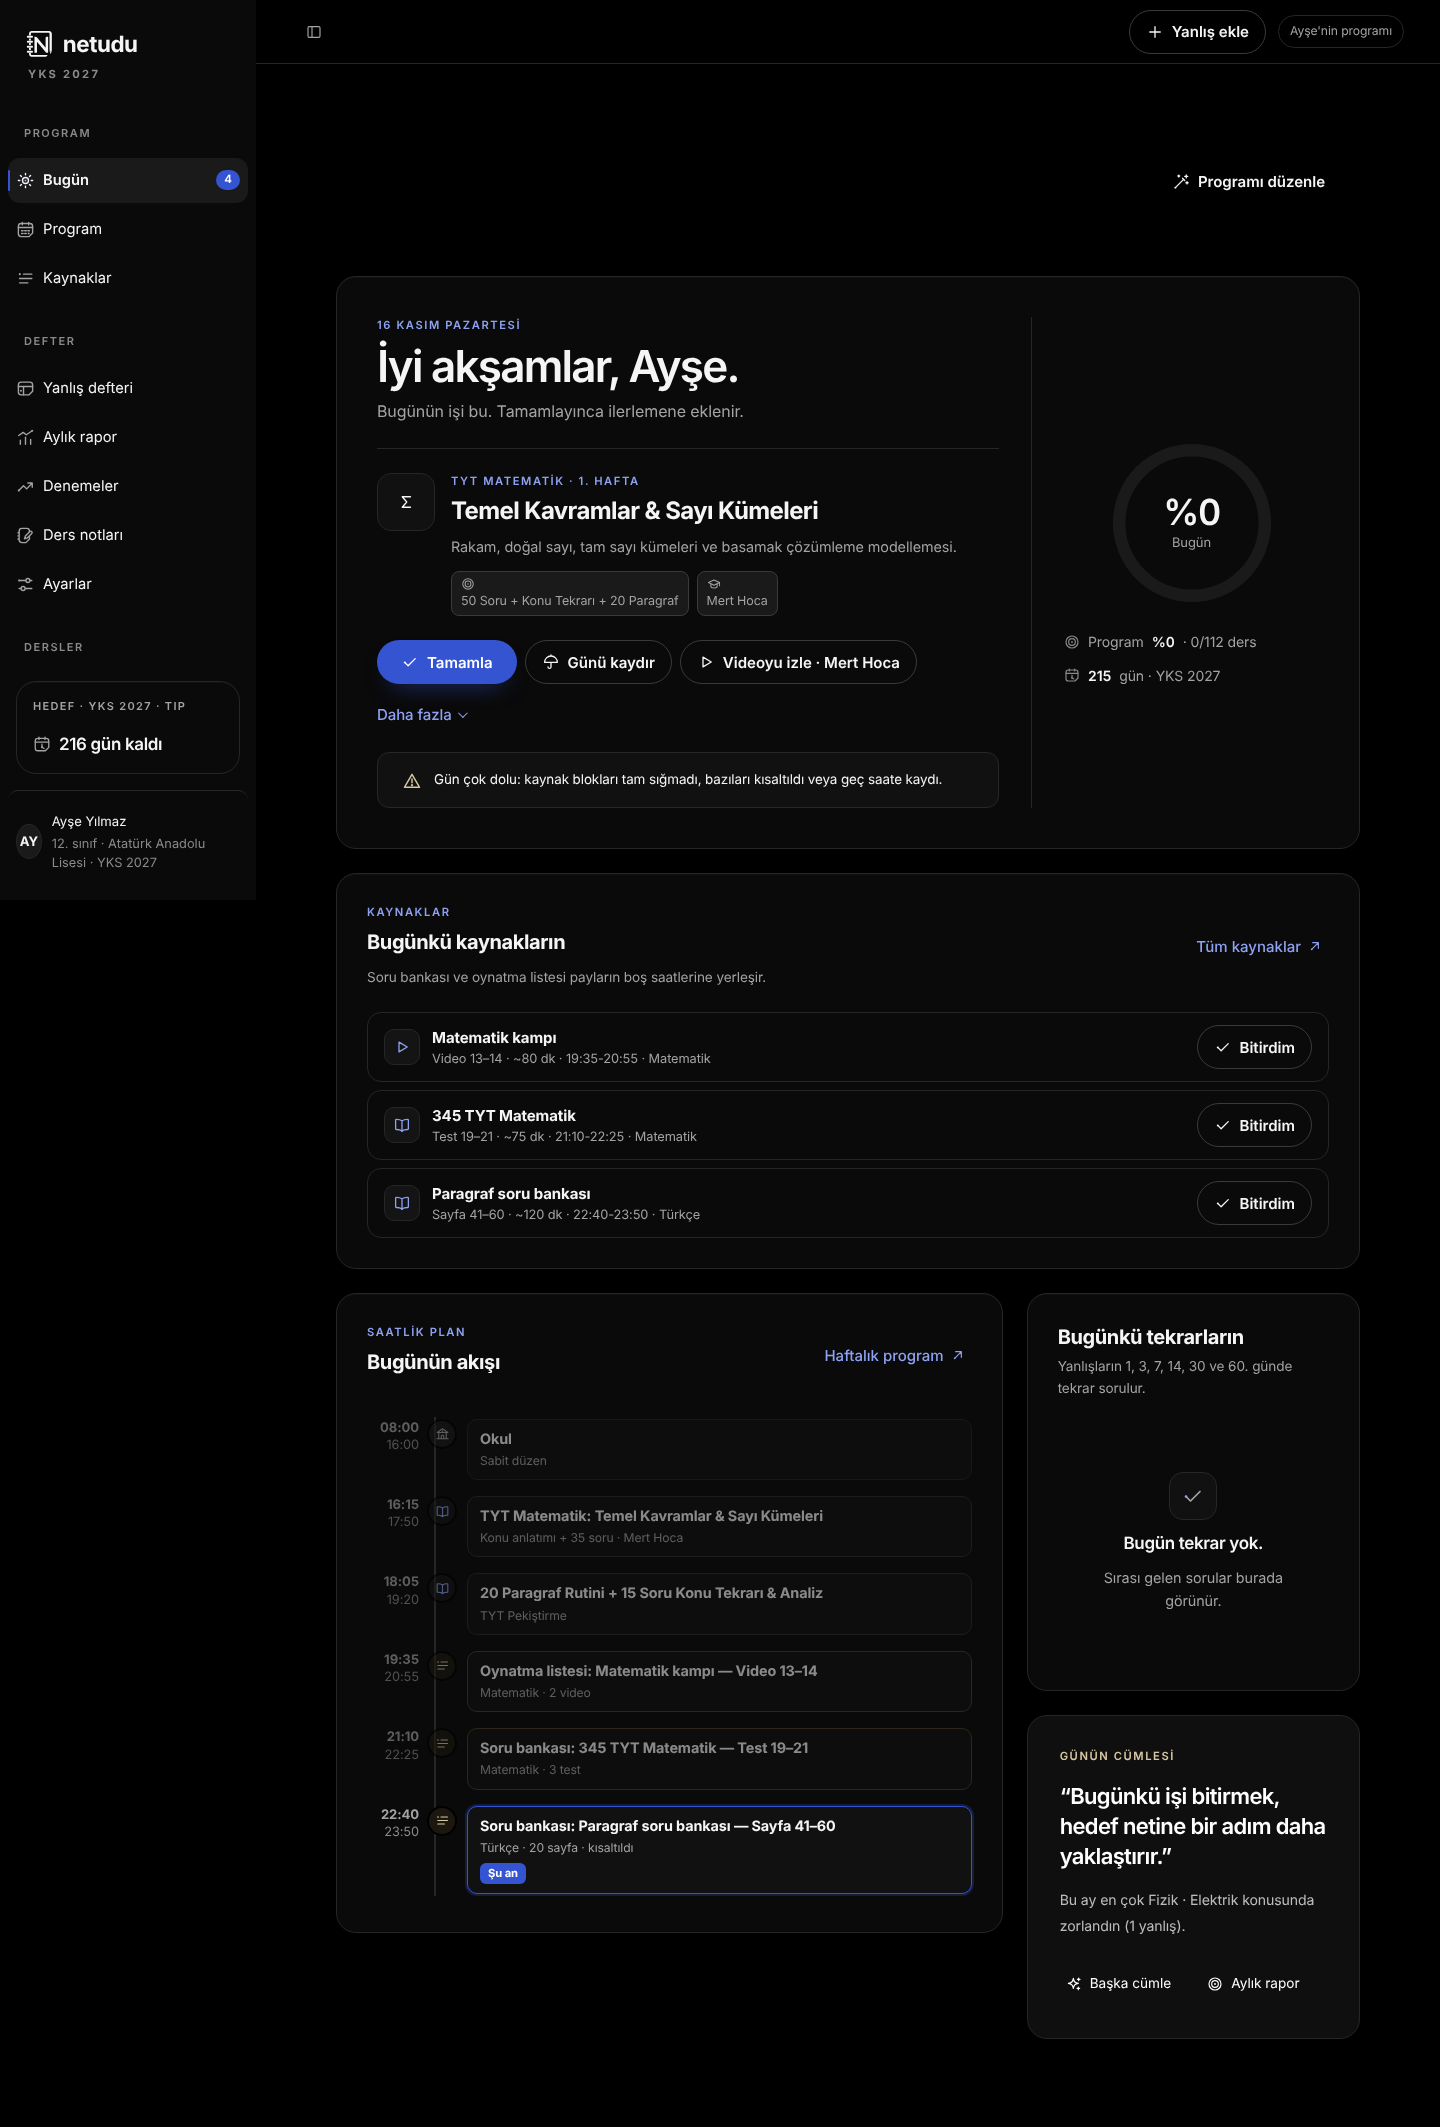 netudu
YKS 2027
PROGRAM
Bugün
4
Program
Kaynaklar
DEFTER
Yanlış defteri
Aylık rapor
Denemeler
Ders notları
Ayarlar
DERSLER
HEDEF · YKS 2027 · TIP
216 gün kaldı
AY
Ayşe Yılmaz
12. sınıf · Atatürk Anadolu
Lisesi · YKS 2027
Yanlış ekle
Ayşe'nin programı
Programı düzenle
16 KASIM PAZARTESİ
İyi akşamlar, Ayşe.
Bugünün işi bu. Tamamlayınca ilerlemene eklenir.
Σ
TYT MATEMATİK · 1. HAFTA
Temel Kavramlar & Sayı Kümeleri
Rakam, doğal sayı, tam sayı kümeleri ve basamak çözümleme modellemesi.
50 Soru + Konu Tekrarı + 20 Paragraf
Mert Hoca
Tamamla
Günü kaydır
Videoyu izle · Mert Hoca
Daha fazla
Gün çok dolu: kaynak blokları tam sığmadı, bazıları kısaltıldı veya geç saate kaydı.
%0
Bugün
Program %0 · 0/112 ders
215 gün · YKS 2027
KAYNAKLAR
Bugünkü kaynakların
Soru bankası ve oynatma listesi payların boş saatlerine yerleşir.
Tüm kaynaklar
Matematik kampı
Video 13–14 · ~80 dk · 19:35-20:55 · Matematik
Bitirdim
345 TYT Matematik
Test 19–21 · ~75 dk · 21:10-22:25 · Matematik
Bitirdim
Paragraf soru bankası
Sayfa 41–60 · ~120 dk · 22:40-23:50 · Türkçe
Bitirdim
SAATLİK PLAN
Bugünün akışı
Haftalık program
08:00
16:00
Okul
Sabit düzen
16:15
17:50
TYT Matematik: Temel Kavramlar & Sayı Kümeleri
Konu anlatımı + 35 soru · Mert Hoca
18:05
19:20
20 Paragraf Rutini + 15 Soru Konu Tekrarı & Analiz
TYT Pekiştirme
19:35
20:55
Oynatma listesi: Matematik kampı — Video 13–14
Matematik · 2 video
21:10
22:25
Soru bankası: 345 TYT Matematik — Test 19–21
Matematik · 3 test
22:40
23:50
Soru bankası: Paragraf soru bankası — Sayfa 41–60
Türkçe · 20 sayfa · kısaltıldı
Şu an
Bugünkü tekrarların
Yanlışların 1, 3, 7, 14, 30 ve 60. günde
tekrar sorulur.
Bugün tekrar yok.
Sırası gelen sorular burada
görünür.
GÜNÜN CÜMLESİ
“Bugünkü işi bitirmek,
hedef netine bir adım daha
yaklaştırır.”
Bu ay en çok Fizik · Elektrik konusunda
zorlandın (1 yanlış).
Başka cümle
Aylık rapor